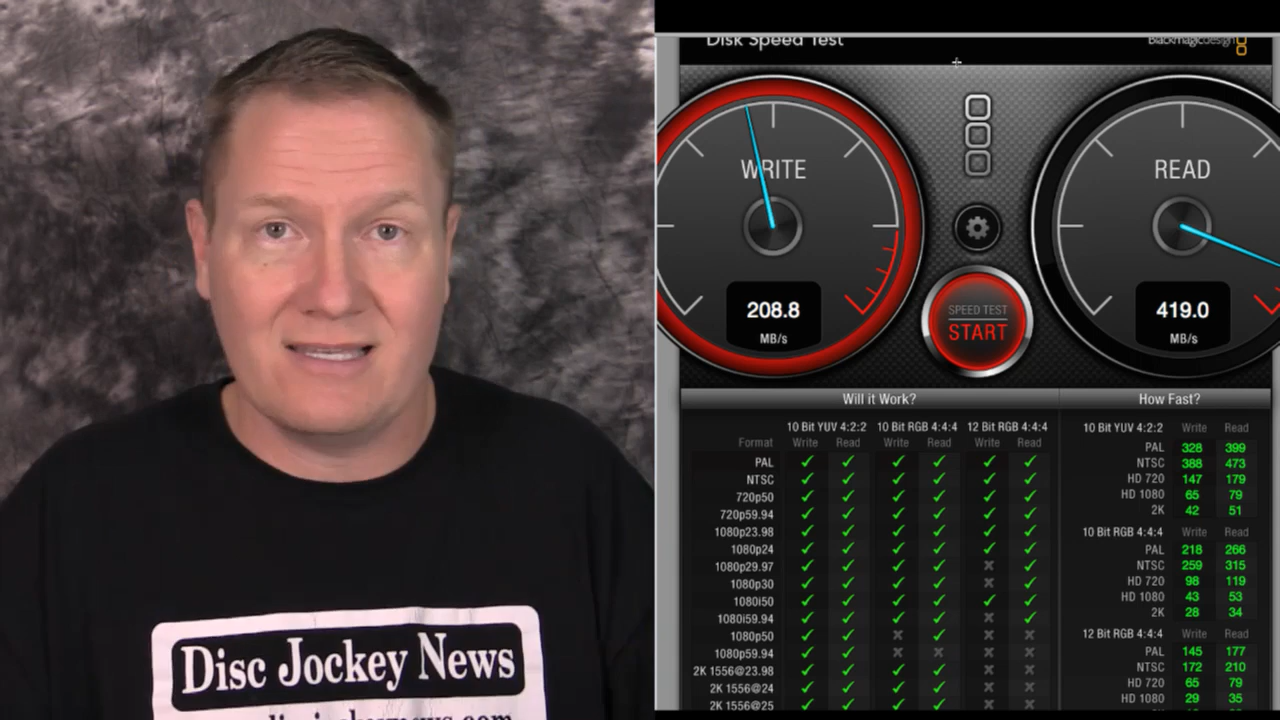 Disc Jockey News
Disk Speed Test
Blackmagicdesign
WRITE
208.8
MB/s
SPEED TEST
START
READ
419.0
MB/s
Will it Work?
10 Bit YUV 4:2:2 10 Bit RGB 4:4:4 12 Bit RGB 4:4:4
Format Write Read Write Read Write Read
PAL
NTSC
720p50
720p59.94
1080p23.98
1080p24
1080p29.97
1080p30
1080i50
1080i59.94
1080p50
1080p59.94
2K 1556@23.98
2K 1556@24
2K 1556@25
How Fast?
10 Bit YUV 4:2:2 Write Read
PAL 328 399
NTSC 388 473
HD 720 147 179
HD 1080 65 79
2K 42 51
10 Bit RGB 4:4:4 Write Read
PAL 218 266
NTSC 259 315
HD 720 98 119
HD 1080 43 53
2K 28 34
12 Bit RGB 4:4:4 Write Read
PAL 145 177
NTSC 172 210
HD 720 65 79
HD 1080 29 35